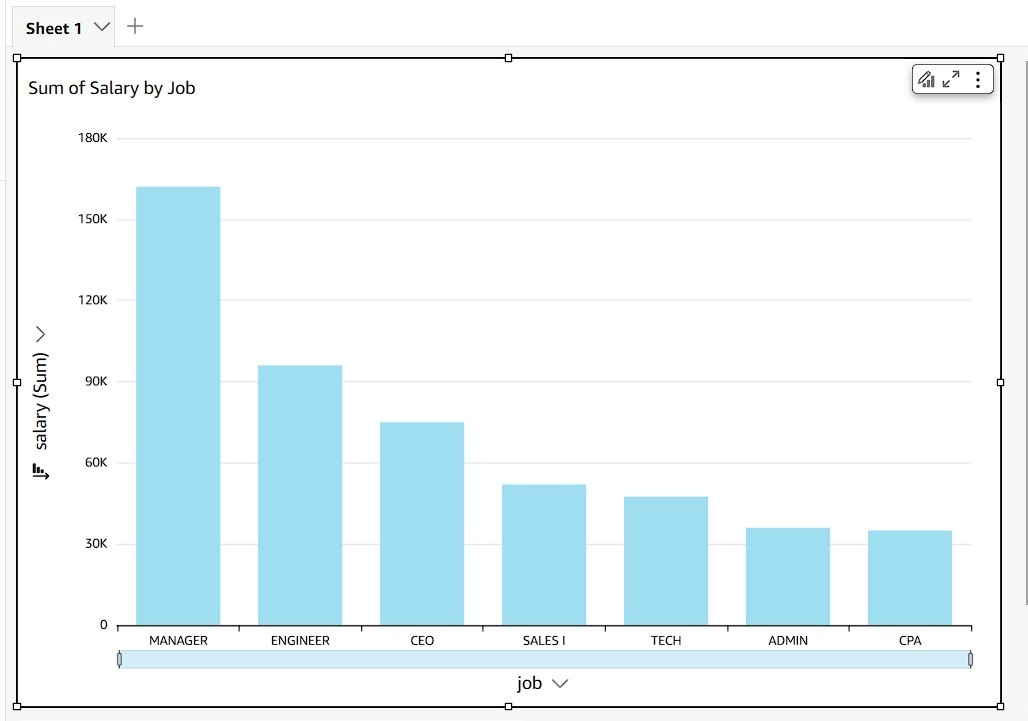 Sheet 1
Sum of Salary by Job
180K
150K
120K
90K
60K
30K
0
salary (Sum)
MANAGER ENGINEER CEO SALES I TECH ADMIN CPA
job